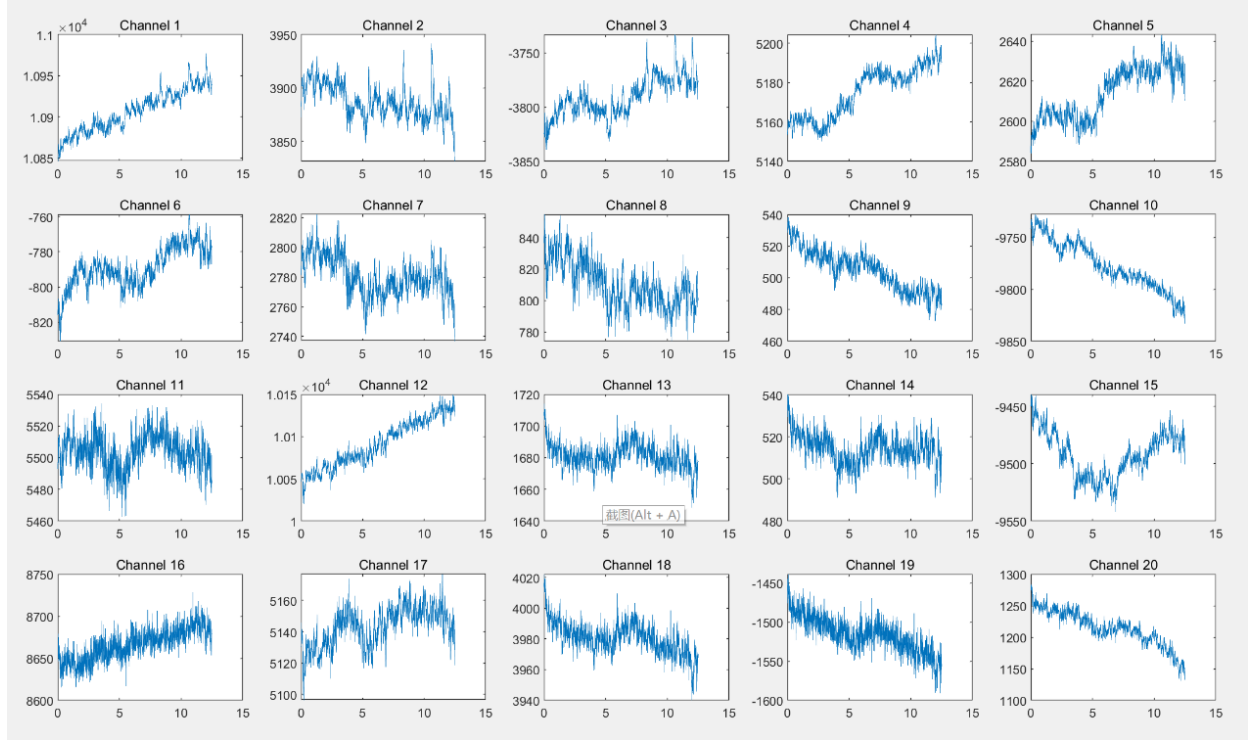 Channel 1 Channel 2 Channel 3 Channel 4 Channel 5
×10⁴
1.1 3950 -3750 5200 2640
1.095 3900 -3800 5180 2620
1.09 3850 -3850 5160 2600
1.085 5140 2580
0 5 10 15 0 5 10 15 0 5 10 15 0 5 10 15 0 5 10 15
Channel 6 Channel 7 Channel 8 Channel 9 Channel 10
-760 2820 840 540 -9750
-780 2800 820 520 -9800
-800 2780 800 500 -9850
-820 2760 780 480
2740 460
0 5 10 15 0 5 10 15 0 5 10 15 0 5 10 15 0 5 10 15
Channel 11 Channel 12 Channel 13 Channel 14 Channel 15
×10⁴
5540 1.015 1720 540 -9450
5520 1.01 1700 520 -9500
5500 1.005 1680 500 -9550
5480 1 1660 480
5460 1640
截图(Alt + A)
0 5 10 15 0 5 10 15 0 5 10 15 0 5 10 15 0 5 10 15
Channel 16 Channel 17 Channel 18 Channel 19 Channel 20
8750 5160 4020 -1450 1300
8700 5140 4000 -1500 1250
8650 5120 3980 -1550 1200
8600 5100 3960 -1600 1150
3940 1100
0 5 10 15 0 5 10 15 0 5 10 15 0 5 10 15 0 5 10 15